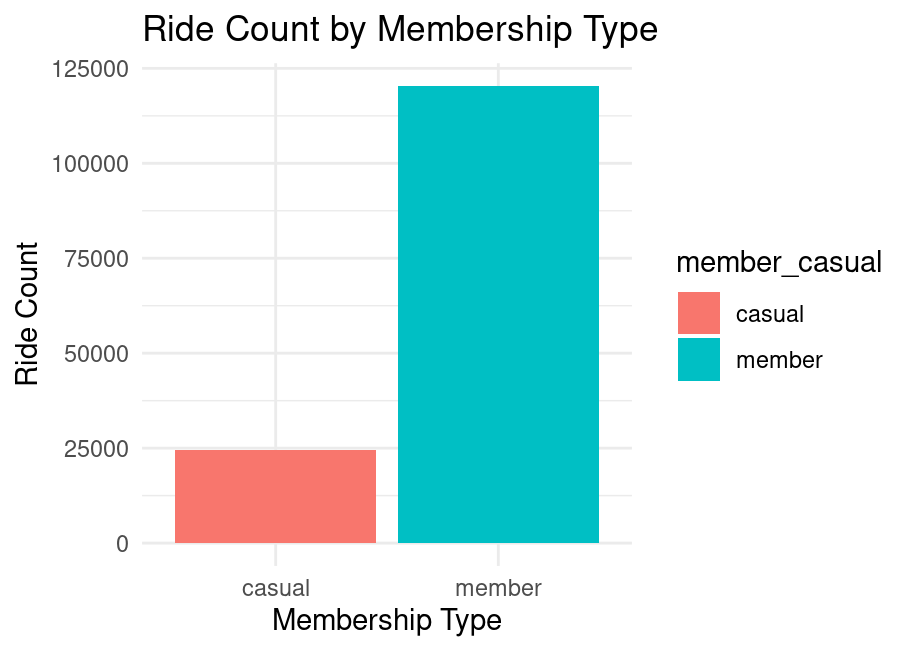 Ride Count by Membership Type
125000
100000
75000
50000
25000
0
Ride Count
casual
member
Membership Type
member_casual
casual
member